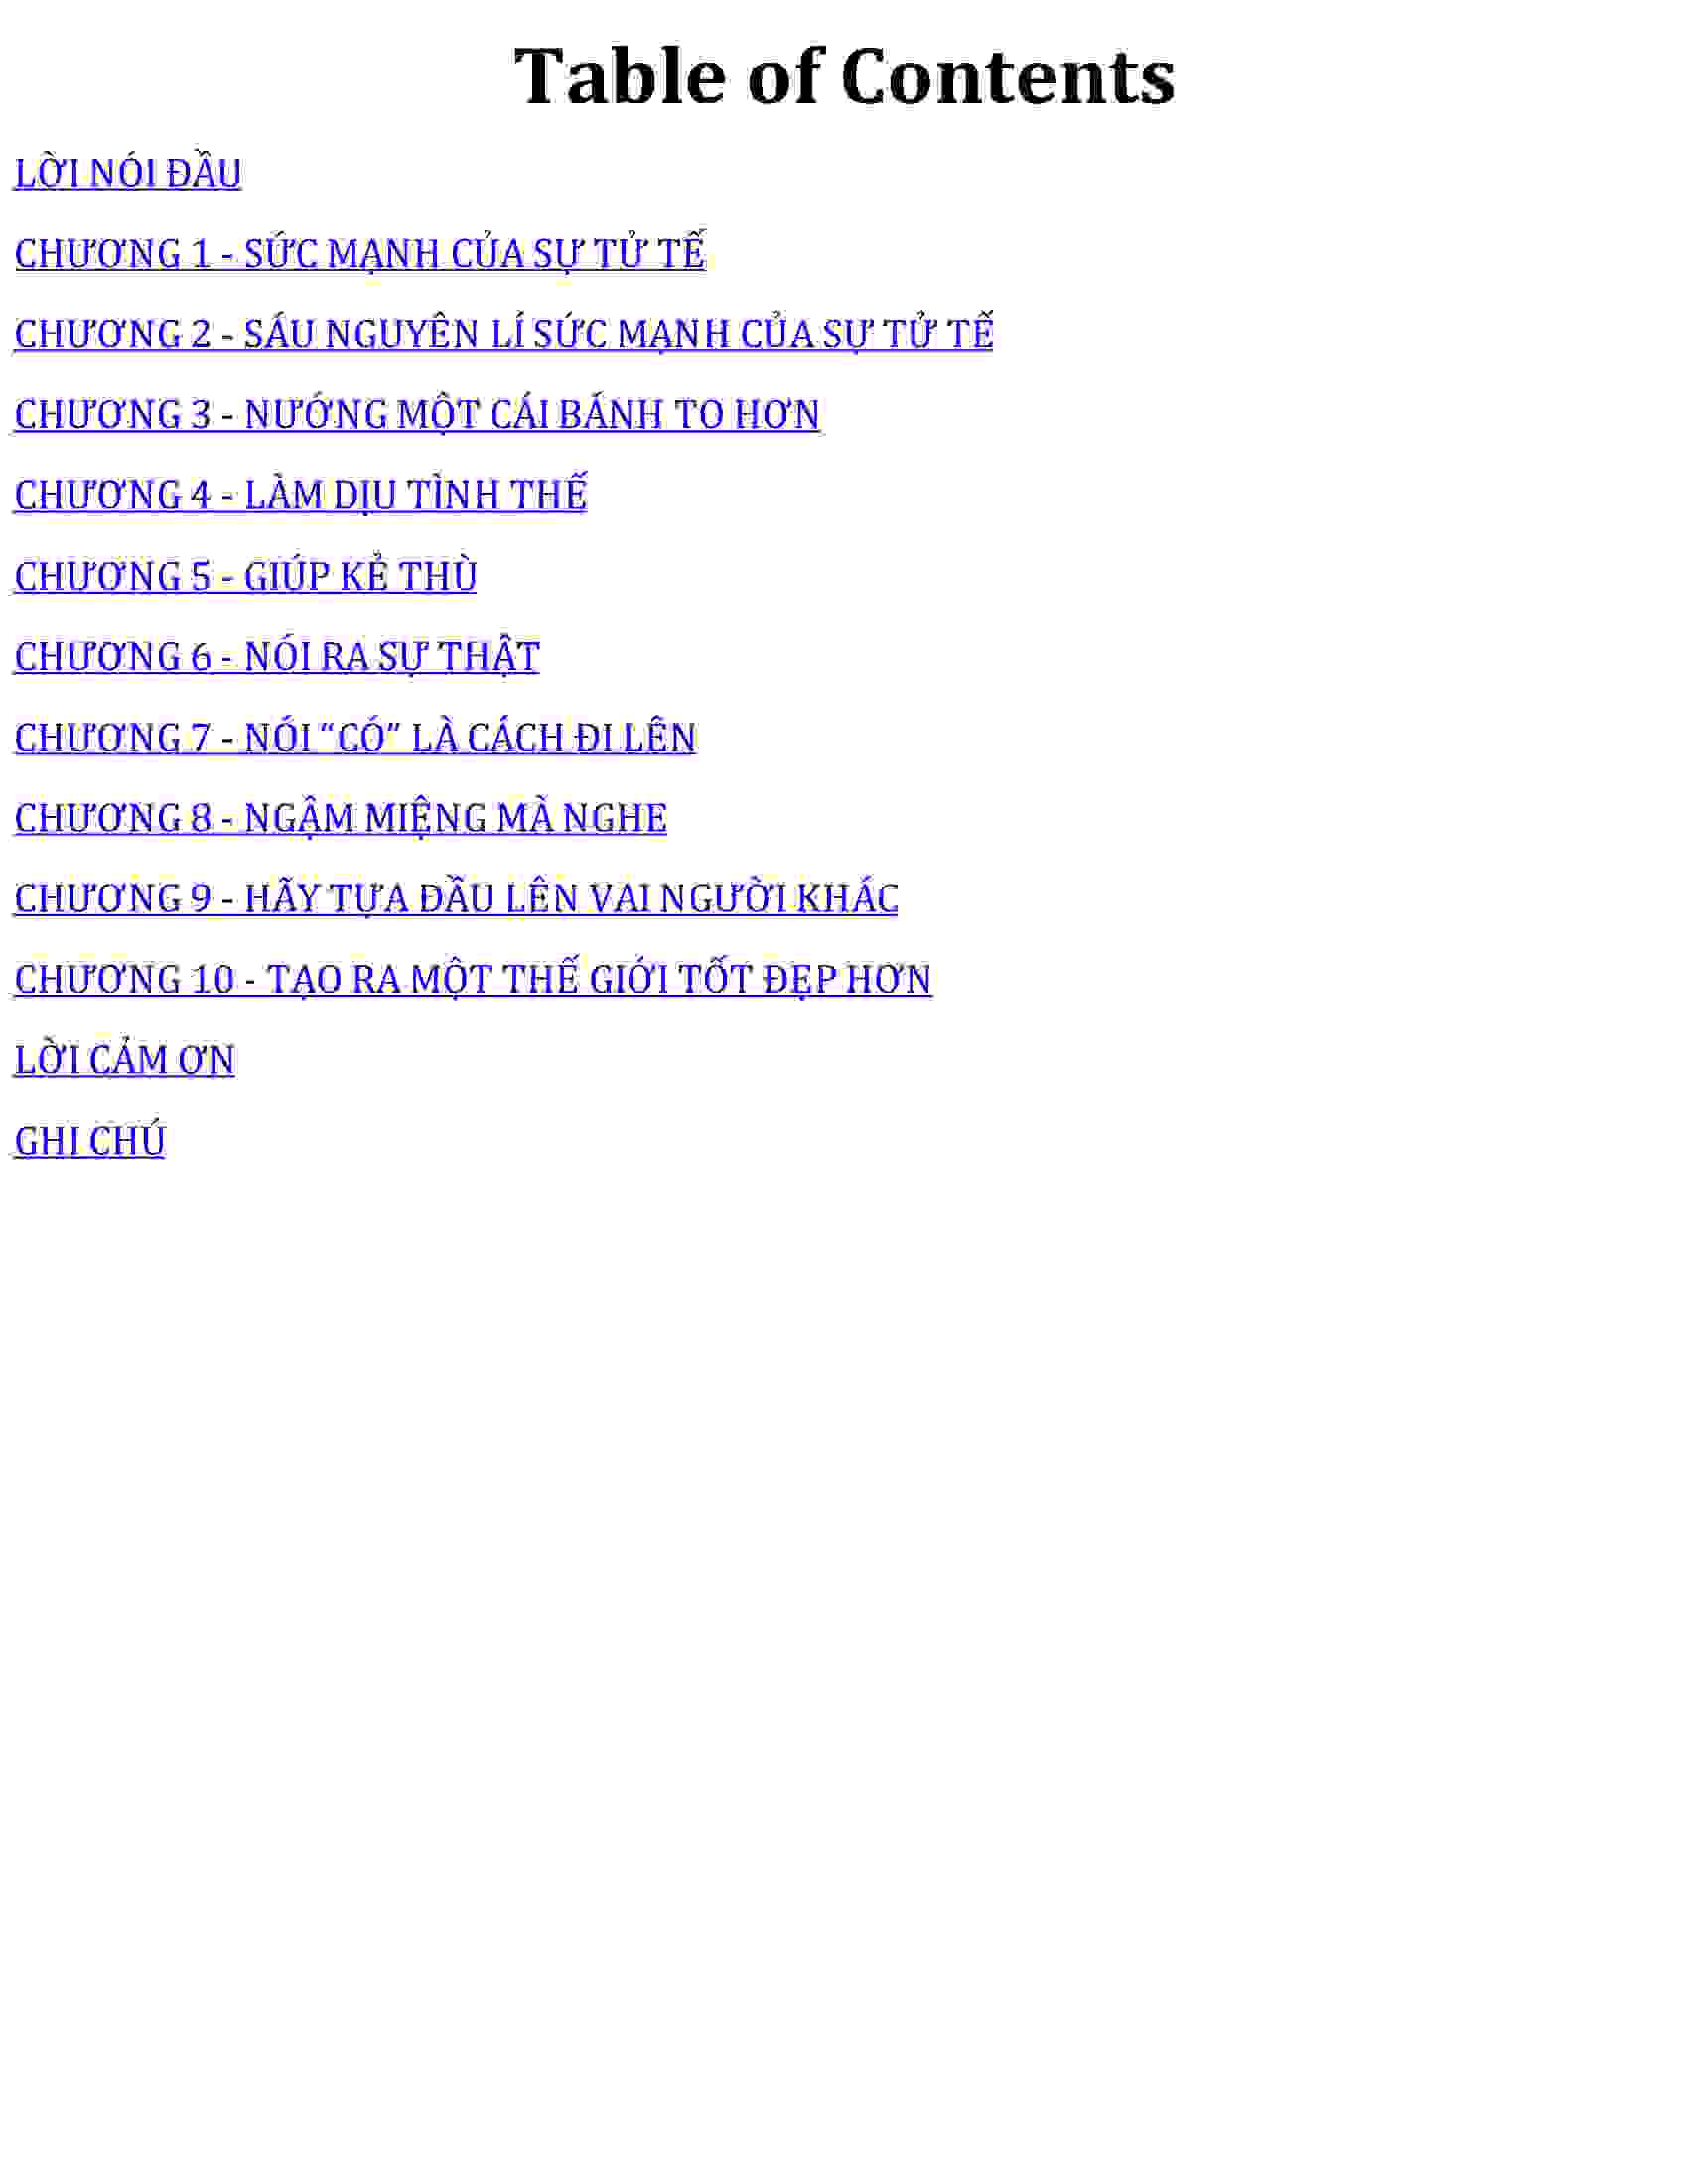 Table of Contents
LỜI NÓI ĐẦU
CHƯƠNG 1 - SỨC MẠNH CỦA SỰ TỬ TẾ
CHƯƠNG 2 - SÁU NGUYÊN LÍ SỨC MẠNH CỦA SỰ TỬ TẾ
CHƯƠNG 3 - NƯỚNG MỘT CÁI BÁNH TO HƠN
CHƯƠNG 4 - LÀM DỊU TÌNH THẾ
CHƯƠNG 5 - GIÚP KẺ THÙ
CHƯƠNG 6 - NÓI RA SỰ THẬT
CHƯƠNG 7 - NÓI “CÓ” LÀ CÁCH ĐI LÊN
CHƯƠNG 8 - NGẬM MIỆNG MÀ NGHE
CHƯƠNG 9 - HÃY TỰA ĐẦU LÊN VAI NGƯỜI KHÁC
CHƯƠNG 10 - TẠO RA MỘT THẾ GIỚI TỐT ĐẸP HƠN
LỜI CẢM ƠN
GHI CHÚ